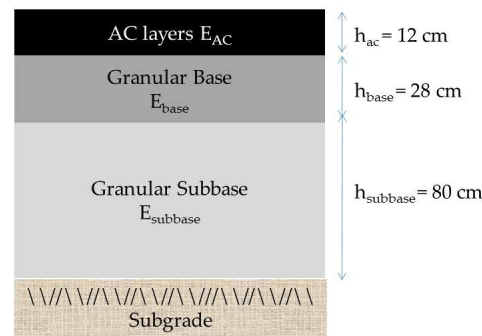 AC layers E_AC
h_ac = 12 cm
Granular Base
E_base
h_base = 28 cm
Granular Subbase
E_subbase
h_subbase = 80 cm
Subgrade